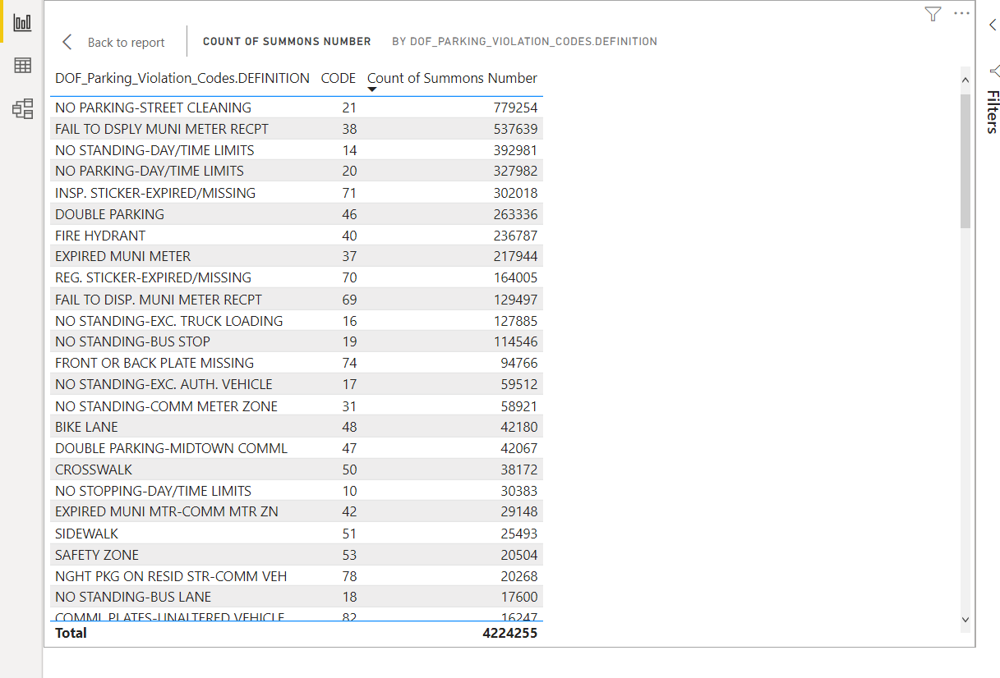 Back to report COUNT OF SUMMONS NUMBER BY DOF_PARKING_VIOLATION_CODES.DEFINITION
DOF_Parking_Violation_Codes.DEFINITION CODE Count of Summons Number
NO PARKING-STREET CLEANING 21 779254
FAIL TO DSPLY MUNI METER RECPT 38 537639
NO STANDING-DAY/TIME LIMITS 14 392981
NO PARKING-DAY/TIME LIMITS 20 327982
INSP. STICKER-EXPIRED/MISSING 71 302018
DOUBLE PARKING 46 263336
FIRE HYDRANT 40 236787
EXPIRED MUNI METER 37 217944
REG. STICKER-EXPIRED/MISSING 70 164005
FAIL TO DISP. MUNI METER RECPT 69 129497
NO STANDING-EXC. TRUCK LOADING 16 127885
NO STANDING-BUS STOP 19 114546
FRONT OR BACK PLATE MISSING 74 94766
NO STANDING-EXC. AUTH. VEHICLE 17 59512
NO STANDING-COMM METER ZONE 31 58921
BIKE LANE 48 42180
DOUBLE PARKING-MIDTOWN COMML 47 42067
CROSSWALK 50 38172
NO STOPPING-DAY/TIME LIMITS 10 30383
EXPIRED MUNI MTR-COMM MTR ZN 42 29148
SIDEWALK 51 25493
SAFETY ZONE 53 20504
NGHT PKG ON RESID STR-COMM VEH 78 20268
NO STANDING-BUS LANE 18 17600
COMML PLATES-UNALTERED VEHICLE 82 16247
Total 4224255
Filters